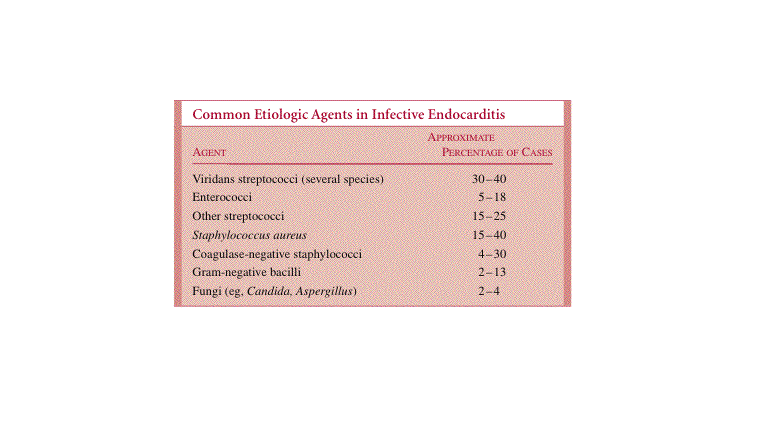 Common Etiologic Agents in Infective Endocarditis
APPROXIMATE
AGENT PERCENTAGE OF CASES
Viridans streptococci (several species) 30–40
Enterococci 5–18
Other streptococci 15–25
Staphylococcus aureus 15–40
Coagulase-negative staphylococci 4–30
Gram-negative bacilli 2–13
Fungi (eg, Candida, Aspergillus) 2–4